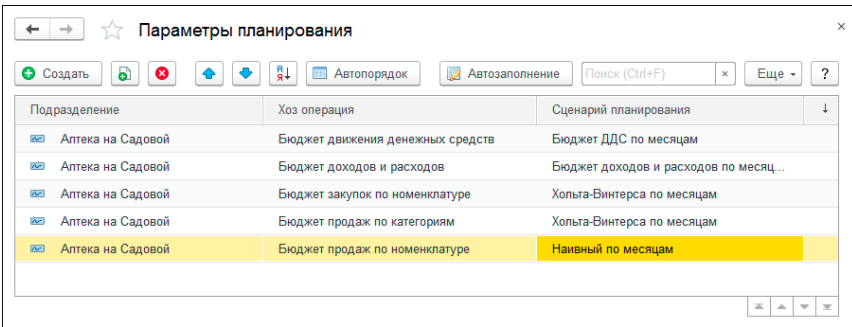 Параметры планирования
Создать Автопорядок Автозаполнение Поиск (Ctrl+F) × Еще ?
Подразделение Хоз операция Сценарий планирования ↓
Аптека на Садовой Бюджет движения денежных средств Бюджет ДДС по месяцам
Аптека на Садовой Бюджет доходов и расходов Бюджет доходов и расходов по месяц...
Аптека на Садовой Бюджет закупок по номенклатуре Хольта-Винтерса по месяцам
Аптека на Садовой Бюджет продаж по категориям Хольта-Винтерса по месяцам
Аптека на Садовой Бюджет продаж по номенклатуре Наивный по месяцам